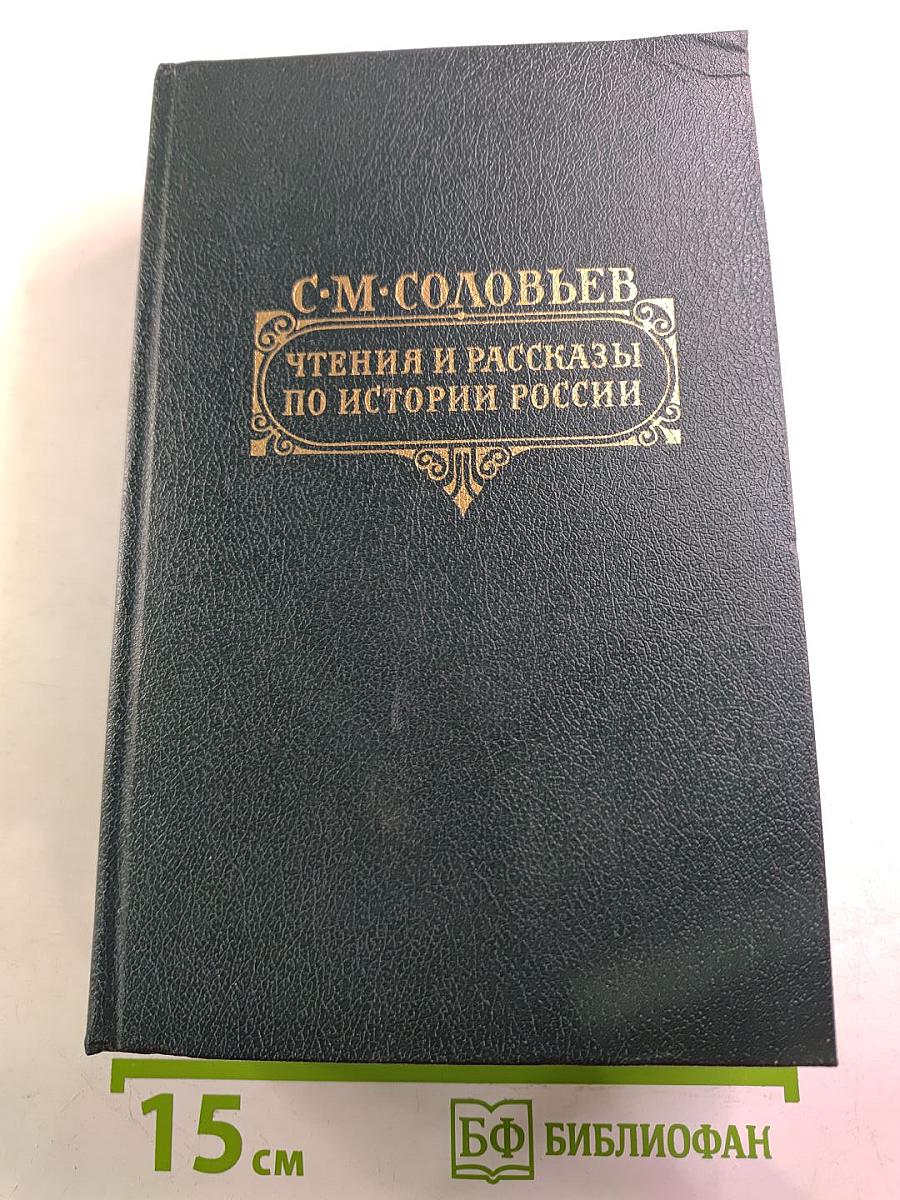 С·М·СОЛОВЬЕВ
ЧТЕНИЯ И РАССКАЗЫ
ПО ИСТОРИИ РОССИИ
15 см
БФ БИБЛИОФАН